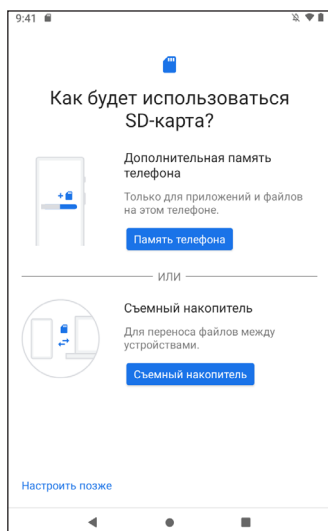 9:41
Как будет использоваться
SD-карта?
Дополнительная память
телефона
Только для приложений и файлов
на этом телефоне.
Память телефона
ИЛИ
Съемный накопитель
Для переноса файлов между
устройствами.
Съемный накопитель
Настроить позже